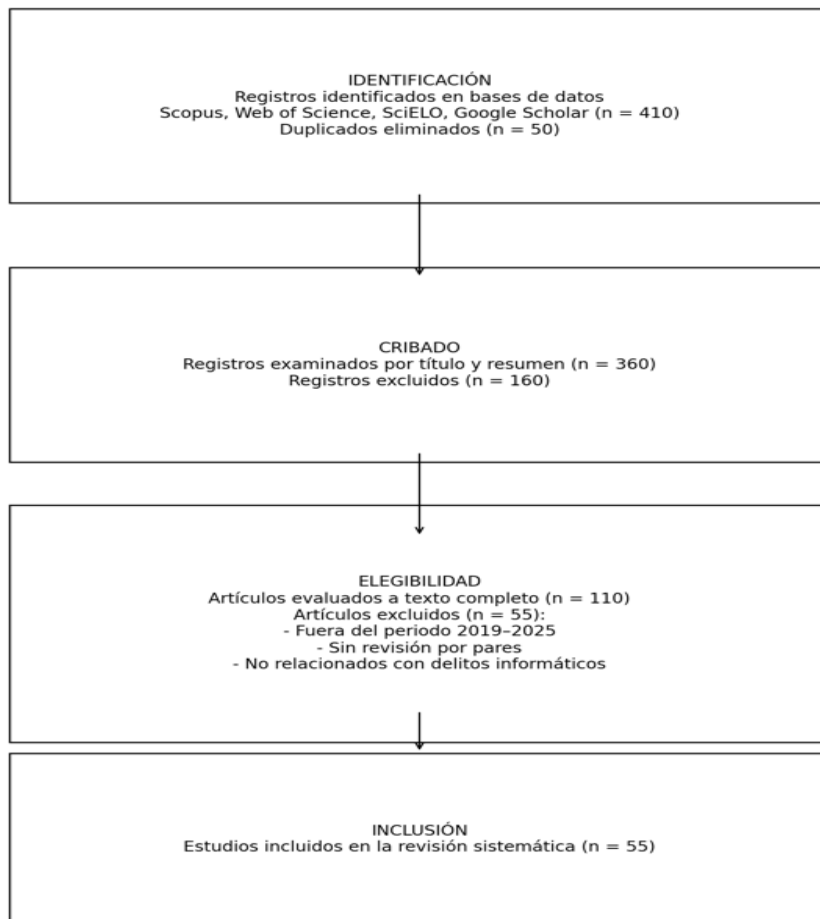 IDENTIFICACIÓN
Registros identificados en bases de datos
Scopus, Web of Science, SciELO, Google Scholar (n = 410)
Duplicados eliminados (n = 50)
CRIBADO
Registros examinados por título y resumen (n = 360)
Registros excluidos (n = 160)
ELEGIBILIDAD
Artículos evaluados a texto completo (n = 110)
Artículos excluidos (n = 55):
- Fuera del periodo 2019–2025
- Sin revisión por pares
- No relacionados con delitos informáticos
INCLUSIÓN
Estudios incluidos en la revisión sistemática (n = 55)